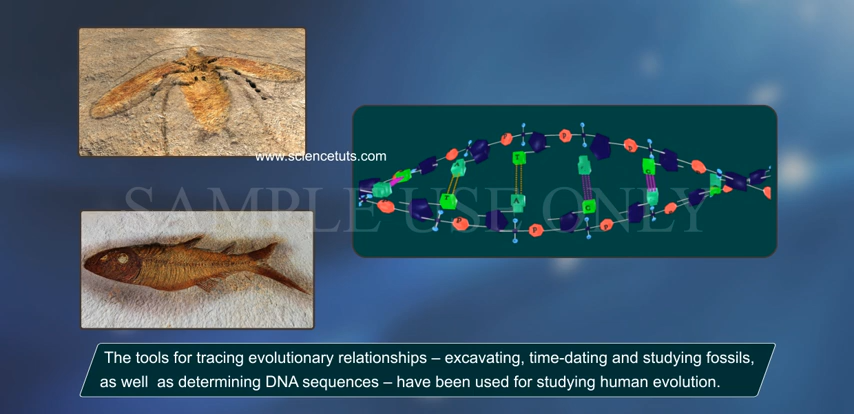 www.sciencetuts.com
SAMPLE USE ONLY
P
P
P
T
T
A
P
P
G
P
The tools for tracing evolutionary relationships – excavating, time-dating and studying fossils,
as well as determining DNA sequences – have been used for studying human evolution.